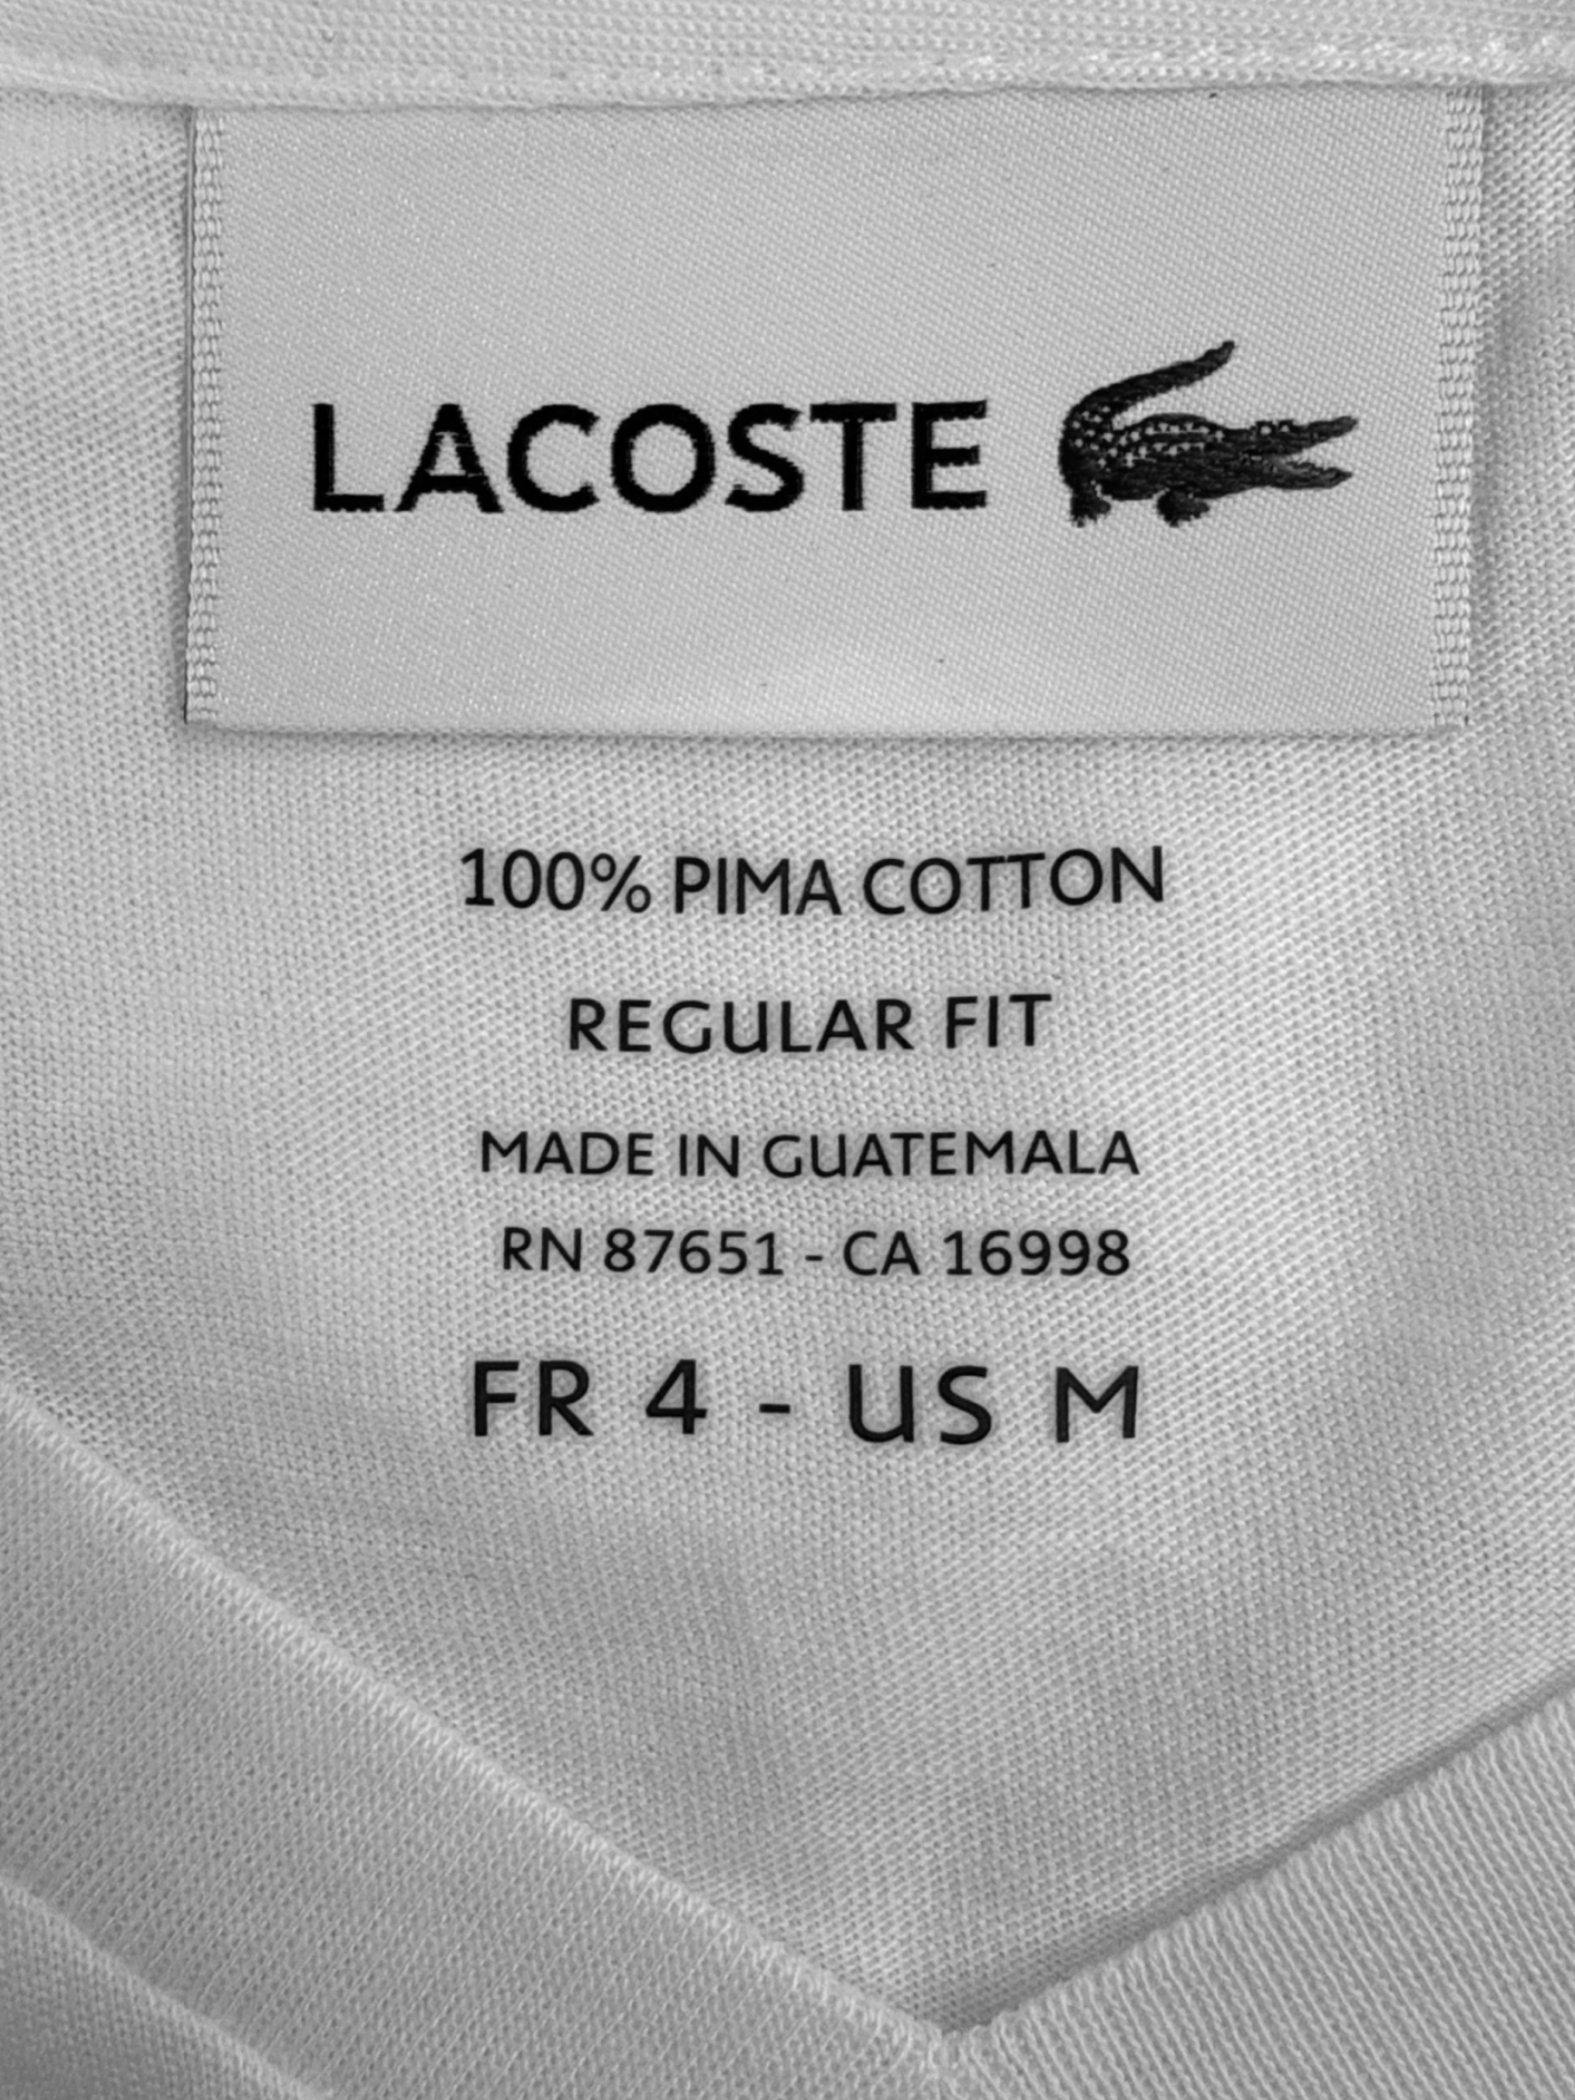 LACOSTE
100% PIMA COTTON
REGULAR FIT
MADE IN GUATEMALA
RN 87651 - CA 16998
FR 4 - US M